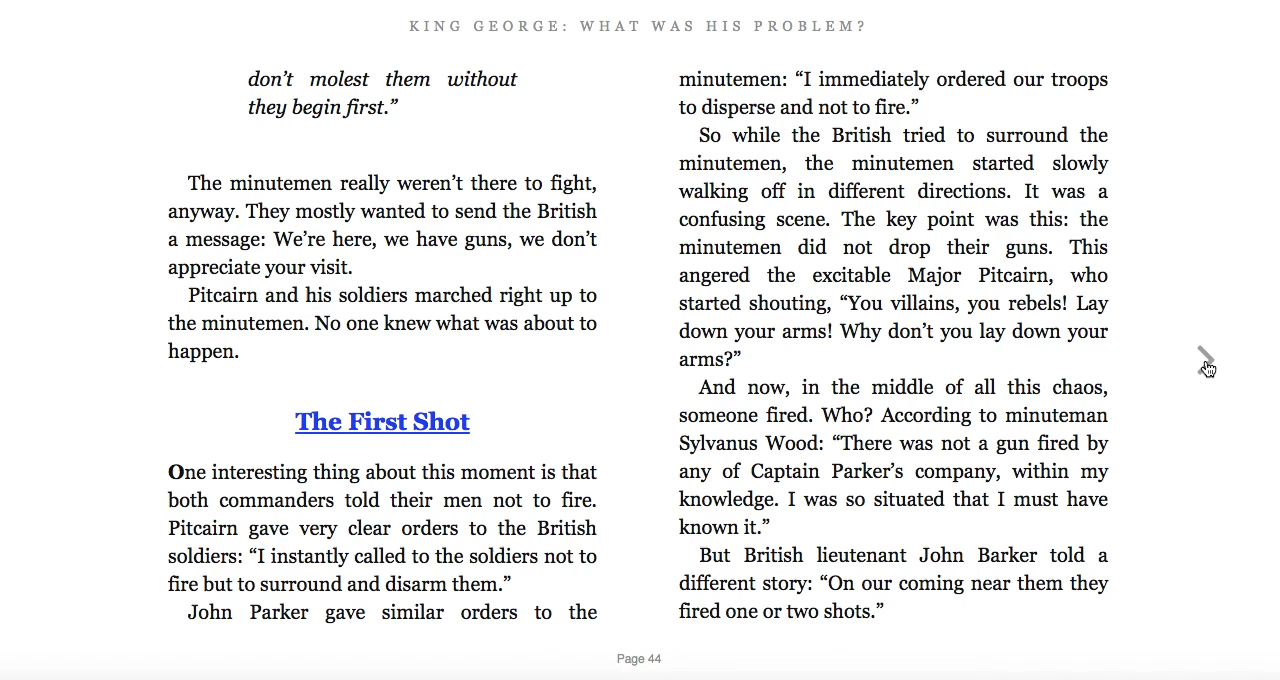 KING GEORGE: WHAT WAS HIS PROBLEM?
don’t molest them without
they begin first.”
The minutemen really weren’t there to fight,
anyway. They mostly wanted to send the British
a message: We’re here, we have guns, we don’t
appreciate your visit.
Pitcairn and his soldiers marched right up to
the minutemen. No one knew what was about to
happen.
The First Shot
One interesting thing about this moment is that
both commanders told their men not to fire.
Pitcairn gave very clear orders to the British
soldiers: “I instantly called to the soldiers not to
fire but to surround and disarm them.”
John Parker gave similar orders to the
minutemen: “I immediately ordered our troops
to disperse and not to fire.”
So while the British tried to surround the
minutemen, the minutemen started slowly
walking off in different directions. It was a
confusing scene. The key point was this: the
minutemen did not drop their guns. This
angered the excitable Major Pitcairn, who
started shouting, “You villains, you rebels! Lay
down your arms! Why don’t you lay down your
arms?”
And now, in the middle of all this chaos,
someone fired. Who? According to minuteman
Sylvanus Wood: “There was not a gun fired by
any of Captain Parker’s company, within my
knowledge. I was so situated that I must have
known it.”
But British lieutenant John Barker told a
different story: “On our coming near them they
fired one or two shots.”
Page 44